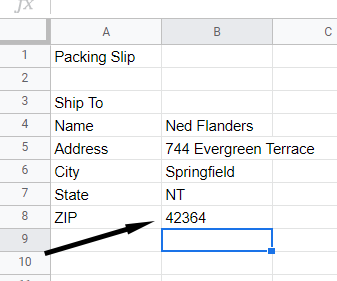 fx
A B C
1 Packing Slip
2
3 Ship To
4 Name Ned Flanders
5 Address 744 Evergreen Terrace
6 City Springfield
7 State NT
8 ZIP 42364
9
10